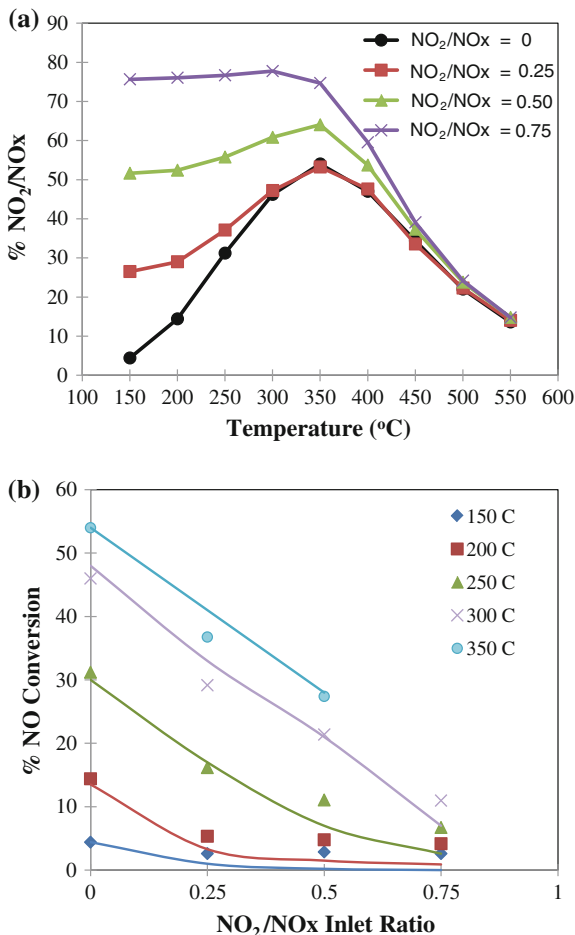 (a)
90
80
70
60
50
40
30
20
10
0
% NO₂/NOx
NO₂/NOx = 0
NO₂/NOx = 0.25
NO₂/NOx = 0.50
NO₂/NOx = 0.75
100 150 200 250 300 350 400 450 500 550 600
Temperature (°C)
(b)
60
50
40
30
20
10
0
% NO Conversion
150 C
200 C
250 C
300 C
350 C
0 0.25 0.5 0.75 1
NO₂/NOx Inlet Ratio